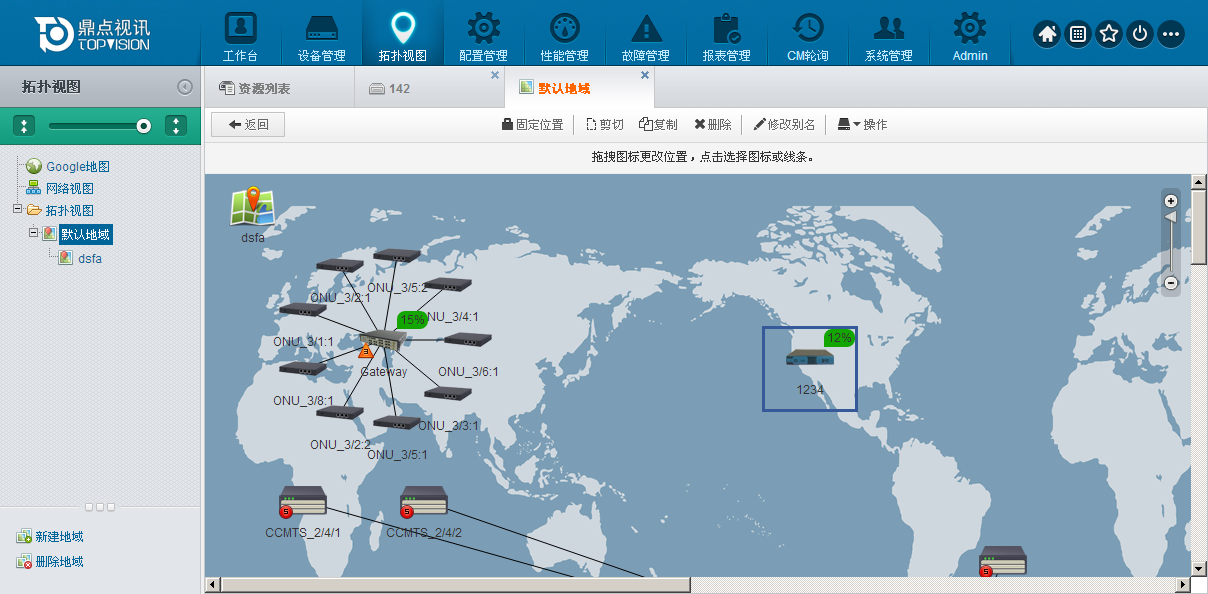 鼎点视讯
TOPVISION
工作台
设备管理
拓扑视图
配置管理
性能管理
故障管理
报表管理
CM轮询
系统管理
Admin
拓扑视图
资源列表
142
默认地域
返回
固定位置
剪切
复制
删除
修改别名
操作
拖拽图标更改位置，点击选择图标或线条。
Google地图
网络视图
拓扑视图
默认地域
dsfa
新建地域
删除地域
dsfa
ONU_3/2:1
ONU_3/5:2
NU_3/4:1
15%
ONU_3/1:1
3
Gateway
ONU_3/6:1
ONU_3/8:1
ONU_3/3:1
ONU_3/2:2
ONU_3/5:1
12%
1234
5
CCMTS_2/4/1
5
CCMTS_2/4/2
5